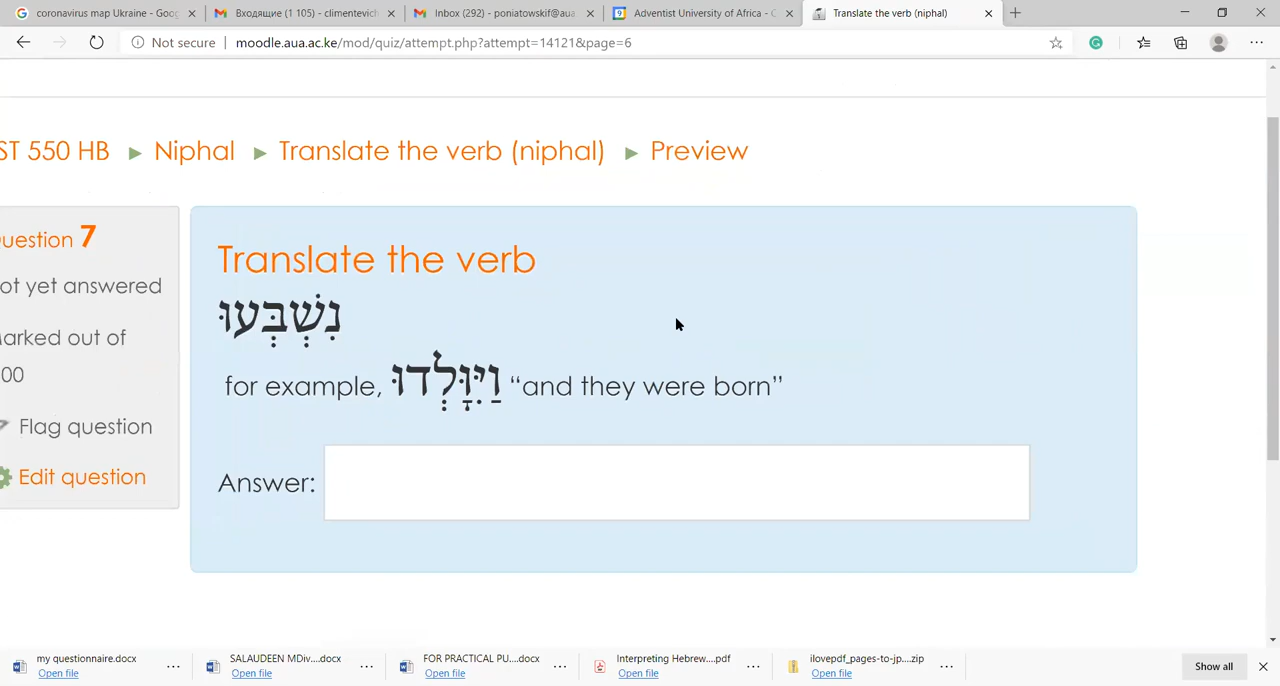 coronavirus map Ukraine - Goog
Входящие (1 105) - climentevich
Inbox (292) - poniatowskif@aua
Adventist University of Africa - C
Translate the verb (niphal)
Not secure | moodle.aua.ac.ke/mod/quiz/attempt.php?attempt=14121&page=6
ST 550 HB ► Niphal ► Translate the verb (niphal) ► Preview
uestion 7
ot yet answered
arked out of
00
Flag question
Edit question
Translate the verb
נִשְׁבְּעוּ
for example, וַיִּוָּלְדוּ “and they were born”
Answer:
my questionnaire.docx
Open file
SALAUDEEN MDiv....docx
Open file
FOR PRACTICAL PU....docx
Open file
Interpreting Hebrew....pdf
Open file
ilovepdf_pages-to-jp....zip
Open file
Show all